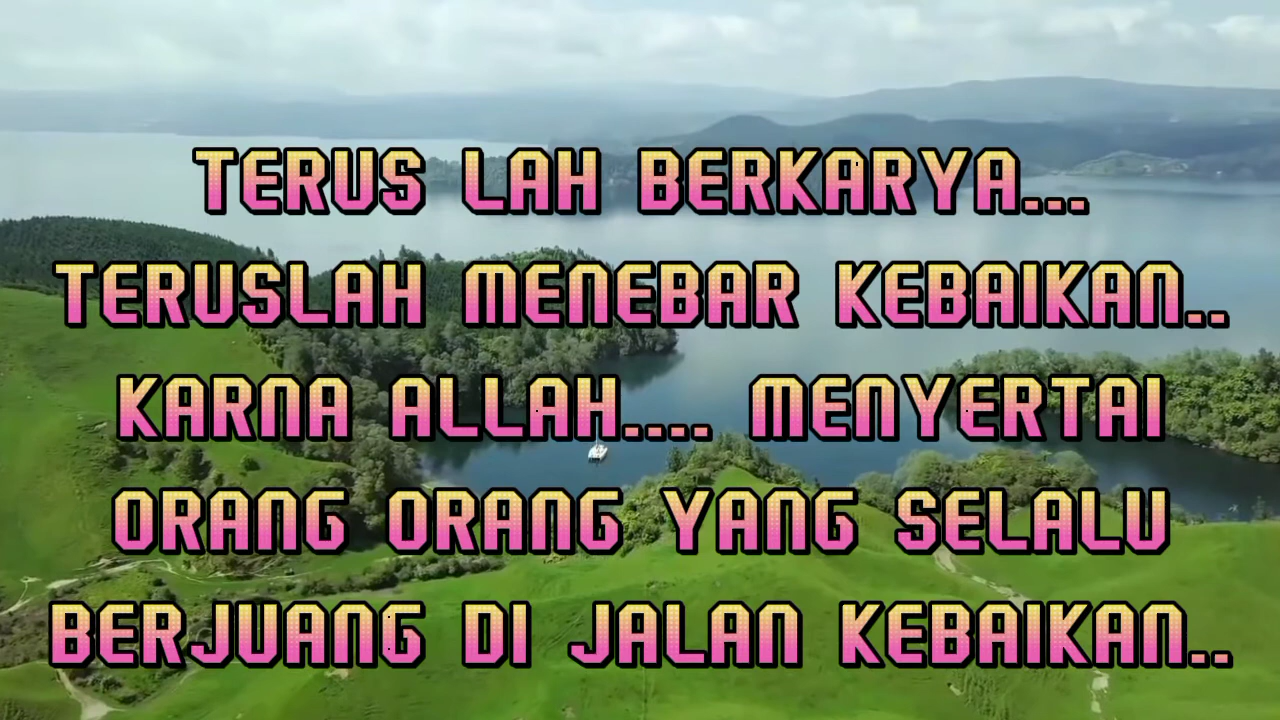 TERUS LAH BERKARYA...
TERUSLAH MENEBAR KEBAIKAN..
KARNA ALLAH.... MENYERTAI
ORANG ORANG YANG SELALU
BERJUANG DI JALAN KEBAIKAN..